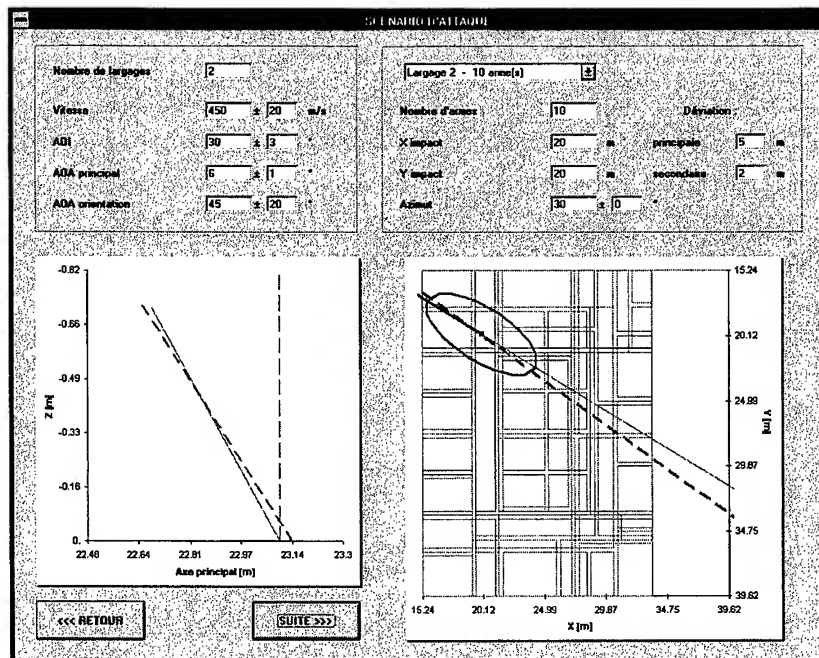 SCENARIO D'ATTAQUE
Nombre de largages 2
Vitesse 450 ± 20 m/s
AOI 30 ± 3 °
AOA principal 6 ± 1 °
AOA orientation 45 ± 20 °
Largage 2 - 10 arme(s)
Nombre d'armes 10 Déviation :
X impact 20 m principale 5 m
Y impact 20 m secondaire 2 m
Azimut 30 ± 0 °
-0.82
-0.66
-0.49
-0.33
-0.16
0.
Z [m]
22.48 22.64 22.81 22.97 23.14 23.3
Axe principal [m]
15.24
20.12
24.99
29.87
34.75
39.62
Y [m]
15.24 20.12 24.99 29.87 34.75 39.62
X [m]
<<< RETOUR
SUITE >>>